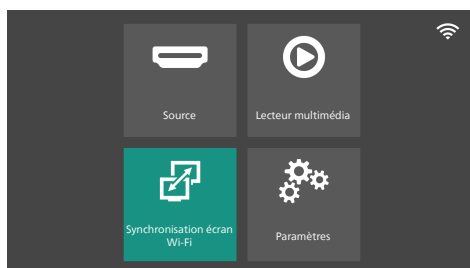 Source
Lecteur multimédia
Synchronisation écran
Wi-Fi
Paramètres